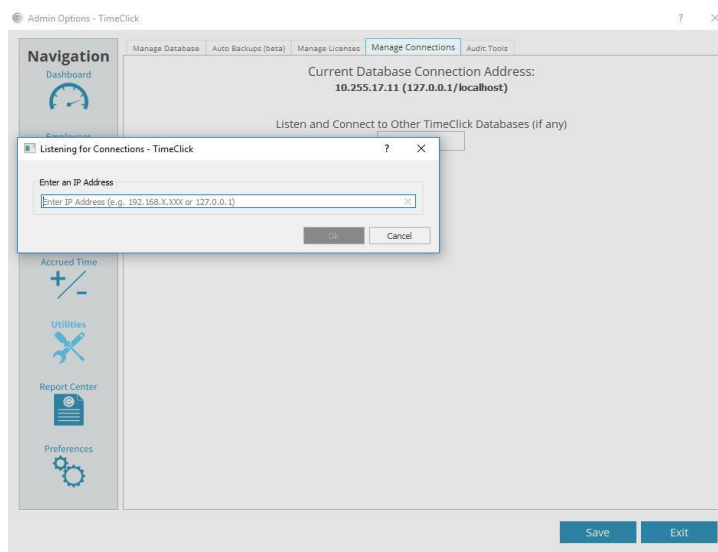 Admin Options - TimeClick
Navigation
Dashboard
Employees
Manage Database
Auto Backups (beta)
Manage Licenses
Manage Connections
Audit Tools
Current Database Connection Address:
10.255.17.11 (127.0.0.1/localhost)
Listen and Connect to Other TimeClick Databases (if any)
Listening for Connections - TimeClick
Enter an IP Address
Enter IP Address (e.g. 192.168.X.XXX or 127.0.0.1)
Ok
Cancel
Accrued Time
Utilities
Report Center
Preferences
Save
Exit